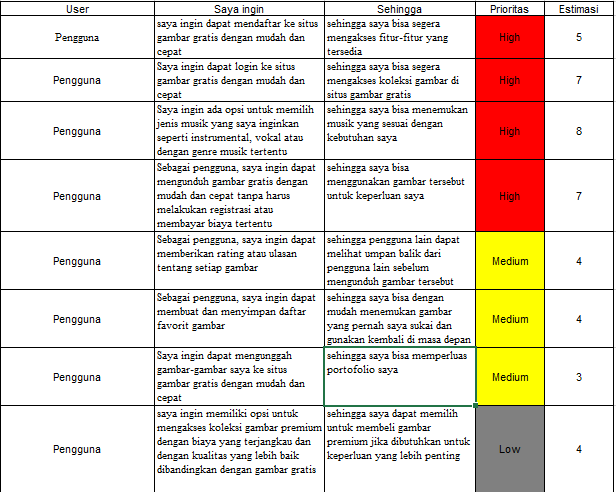 User Saya ingin Sehingga Prioritas Estimasi
Pengguna
saya ingin dapat mendaftar ke situs
gambar gratis dengan mudah dan
cepat
sehingga saya bisa segera
mengakses fitur-fitur yang
tersedia
High
5
Pengguna
Saya ingin dapat login ke situs
gambar gratis dengan mudah dan
cepat
sehingga saya bisa segera
mengakses koleksi gambar di
situs gambar gratis
High
7
Pengguna
Saya ingin ada opsi untuk memilih
jenis musik yang saya inginkan
seperti instrumental, vokal atau
dengan genre musik tertentu
sehingga saya bisa menemukan
musik yang sesuai dengan
kebutuhan saya
High
8
Pengguna
Sebagai pengguna, saya ingin dapat
mengunduh gambar gratis dengan
mudah dan cepat tanpa harus
melakukan registrasi atau
membayar biaya tertentu
sehingga saya bisa
menggunakan gambar tersebut
untuk keperluan saya
High
7
Pengguna
Sebagai pengguna, saya ingin dapat
memberikan rating atau ulasan
tentang setiap gambar
sehingga pengguna lain dapat
melihat umpan balik dari
pengguna lain sebelum
mengunduh gambar tersebut
Medium
4
Pengguna
Sebagai pengguna, saya ingin dapat
membuat dan menyimpan daftar
favorit gambar
sehingga saya bisa dengan
mudah menemukan gambar
yang pernah saya sukai dan
gunakan kembali di masa depan
Medium
4
Pengguna
Saya ingin dapat mengunggah
gambar-gambar saya ke situs
gambar gratis dengan mudah dan
cepat
sehingga saya bisa memperluas
portofolio saya
Medium
3
Pengguna
saya ingin memiliki opsi untuk
mengakses koleksi gambar premium
dengan biaya yang terjangkau dan
dengan kualitas yang lebih baik
dibandingkan dengan gambar gratis
sehingga saya dapat memilih
untuk membeli gambar
premium jika dibutuhkan untuk
keperluan yang lebih penting
Low
4